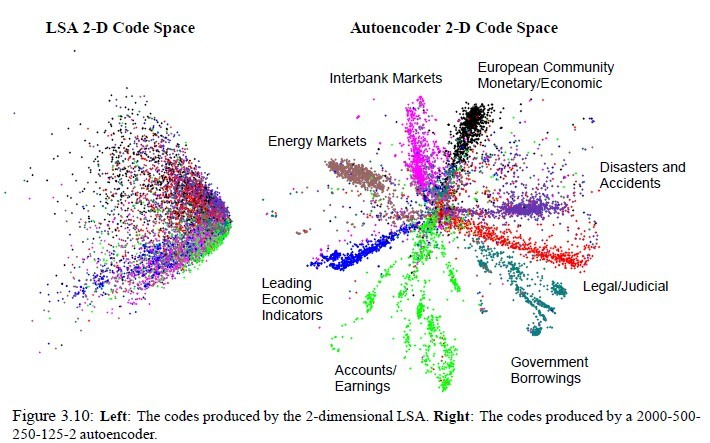 LSA 2-D Code Space
Autoencoder 2-D Code Space
Interbank Markets
European Community
Monetary/Economic
Energy Markets
Disasters and
Accidents
Leading
Economic
Indicators
Legal/Judicial
Accounts/
Earnings
Government
Borrowings
Figure 3.10: Left: The codes produced by the 2-dimensional LSA. Right: The codes produced by a 2000-500-
250-125-2 autoencoder.